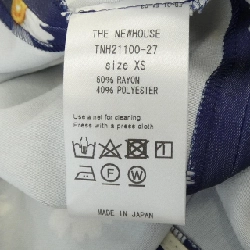 THE NEWHOUSE
TNH21100-27
size XS
60% RAYON
40% POLYESTER
Use a net for cleaning
Press with a press cloth
P
W
MADE IN JAPAN